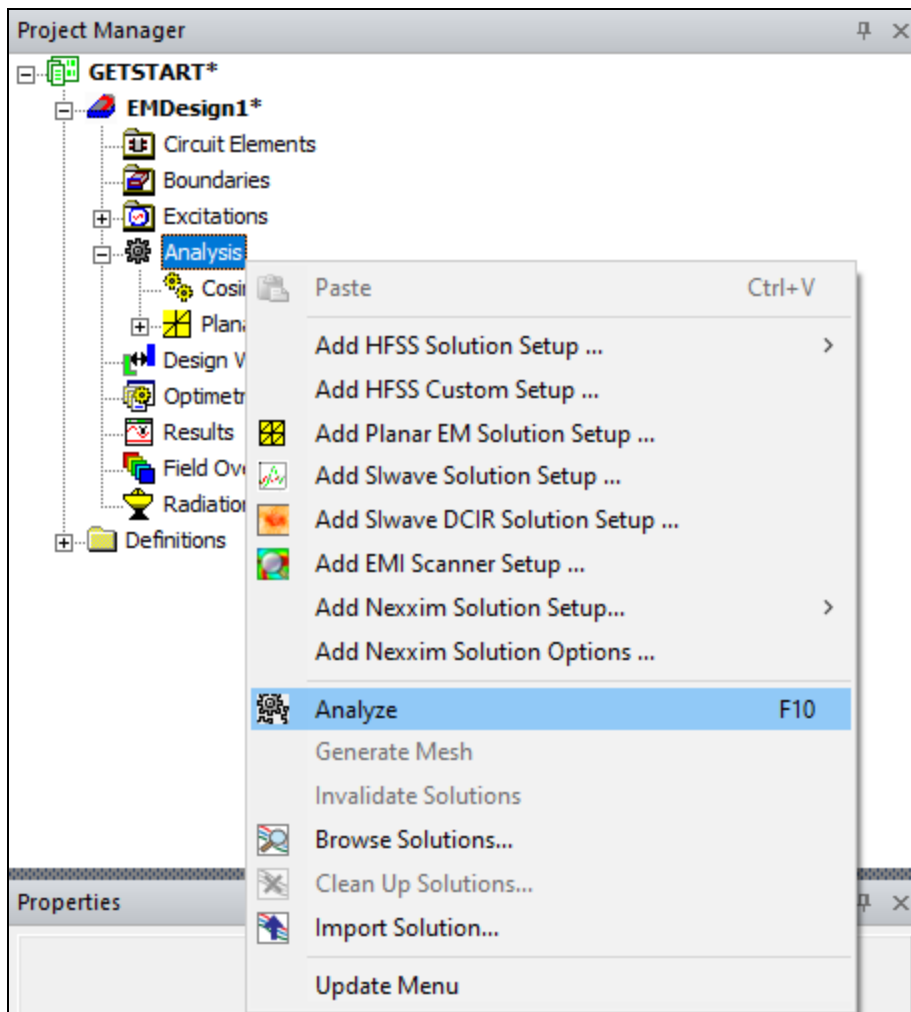 Project Manager
GETSTART*
EMDesign1*
Circuit Elements
Boundaries
Excitations
Analysis
Cosi
Plana
Design V
Optimetr
Results
Field Ov
Radiation
Definitions
Paste Ctrl+V
Add HFSS Solution Setup ...
Add HFSS Custom Setup ...
Add Planar EM Solution Setup ...
Add SIwave Solution Setup ...
Add SIwave DCIR Solution Setup ...
Add EMI Scanner Setup ...
Add Nexxim Solution Setup...
Add Nexxim Solution Options ...
Analyze F10
Generate Mesh
Invalidate Solutions
Browse Solutions...
Clean Up Solutions...
Import Solution...
Update Menu
Properties